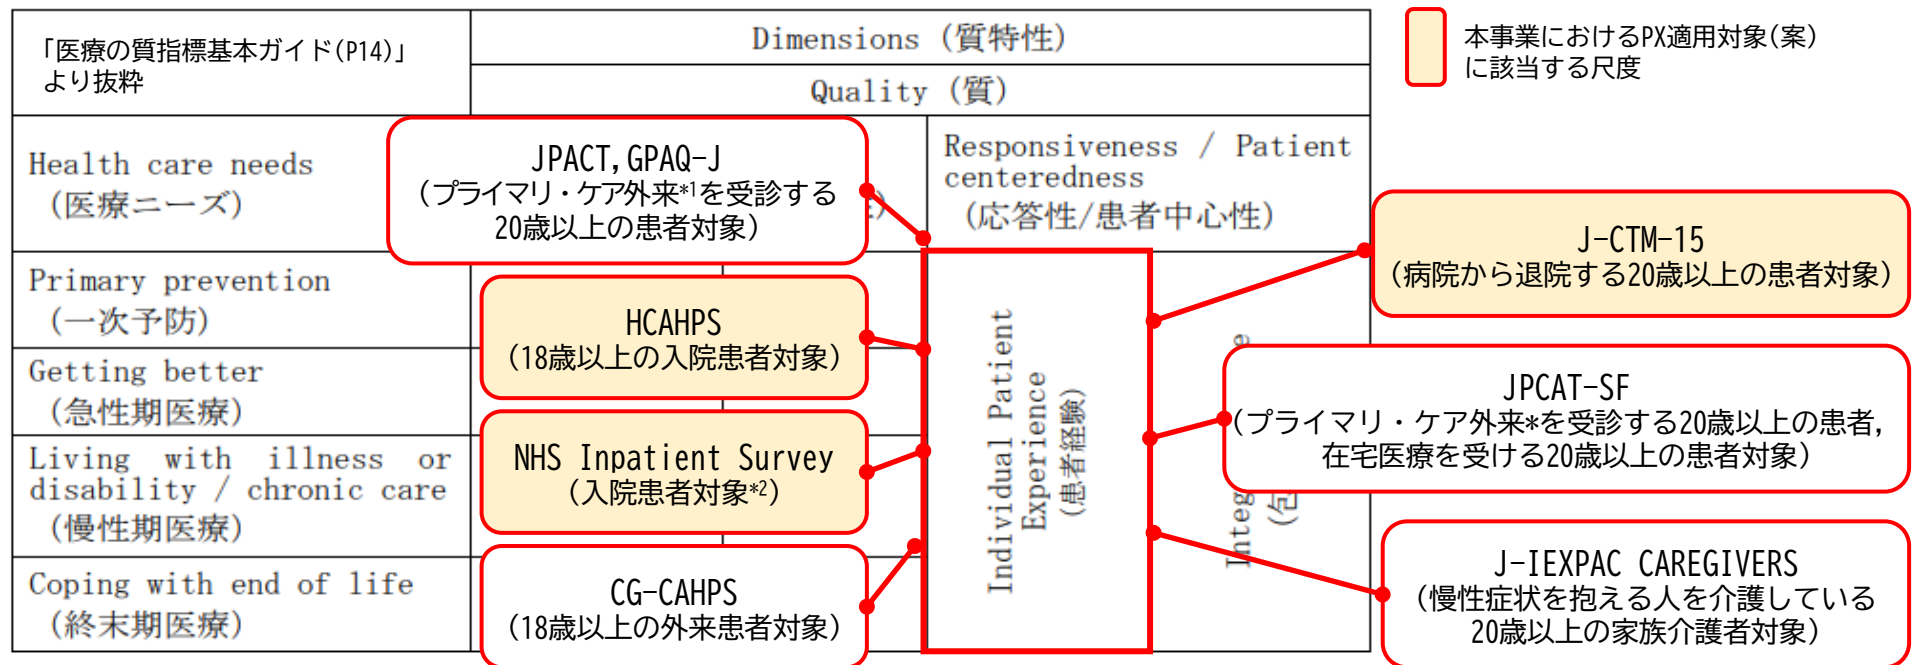 「医療の質指標基本ガイド(P14)」
より抜粋
Dimensions (質特性)
Quality (質)
本事業におけるPX適用対象(案)
に該当する尺度
Health care needs
(医療ニーズ)
JPACT,GPAQ-J
(プライマリ・ケア外来*1を受診する
20歳以上の患者対象)
Responsiveness / Patient
centeredness
(応答性/患者中心性)
J-CTM-15
(病院から退院する20歳以上の患者対象)
Primary prevention
(一次予防)
HCAHPS
(18歳以上の入院患者対象)
Getting better
(急性期医療)
Individual Patient
Experience
(患者経験)
JPCAT-SF
(プライマリ・ケア外来*を受診する20歳以上の患者,
在宅医療を受ける20歳以上の患者対象)
Living with illness or
disability / chronic care
(慢性期医療)
NHS Inpatient Survey
(入院患者対象*2)
Coping with end of life
(終末期医療)
CG-CAHPS
(18歳以上の外来患者対象)
J-IEXPAC CAREGIVERS
(慢性症状を抱える人を介護している
20歳以上の家族介護者対象)